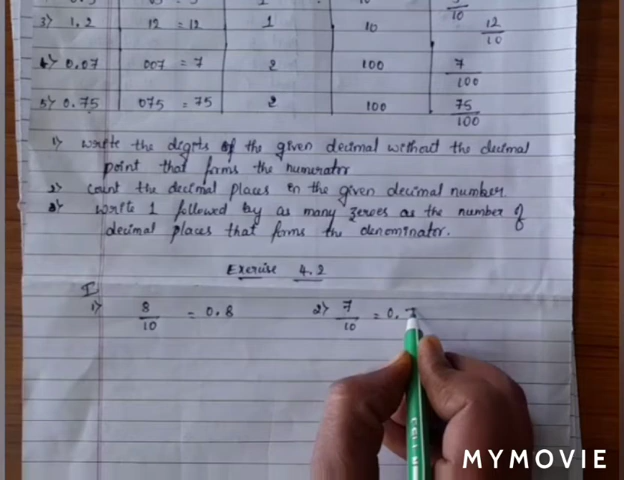 10
3) 1.2 12 = 12 1 10 12/10
4) 0.07 007 = 7 2 100 7/100
5) 0.75 075 = 75 2 100 75/100
1) write the digits of the given decimal without the decimal
point that forms the numerator
2) count the decimal places in the given decimal number.
3) write 1 followed by as many zeroes as the number of
decimal places that forms the denominator.
Exercise 4.2
I
1) 8/10 = 0.8 2) 7/10 = 0.7
MYMOVIE